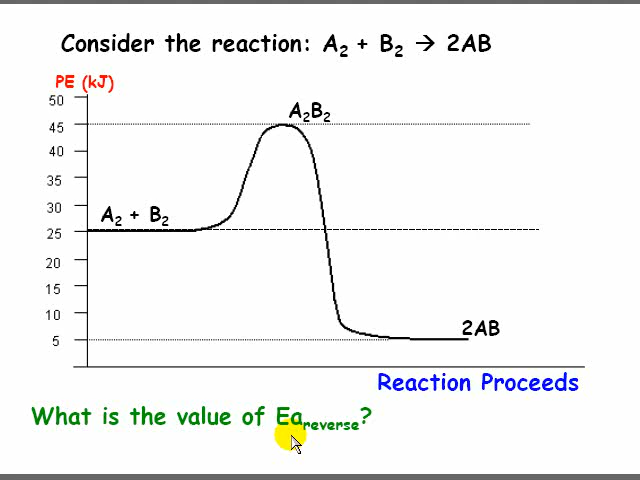 Consider the reaction: A₂ + B₂ → 2AB
PE (kJ)
50
A₂B₂
45
40
35
30
A₂ + B₂
25
20
15
10
2AB
5
Reaction Proceeds
What is the value of Eareverse?